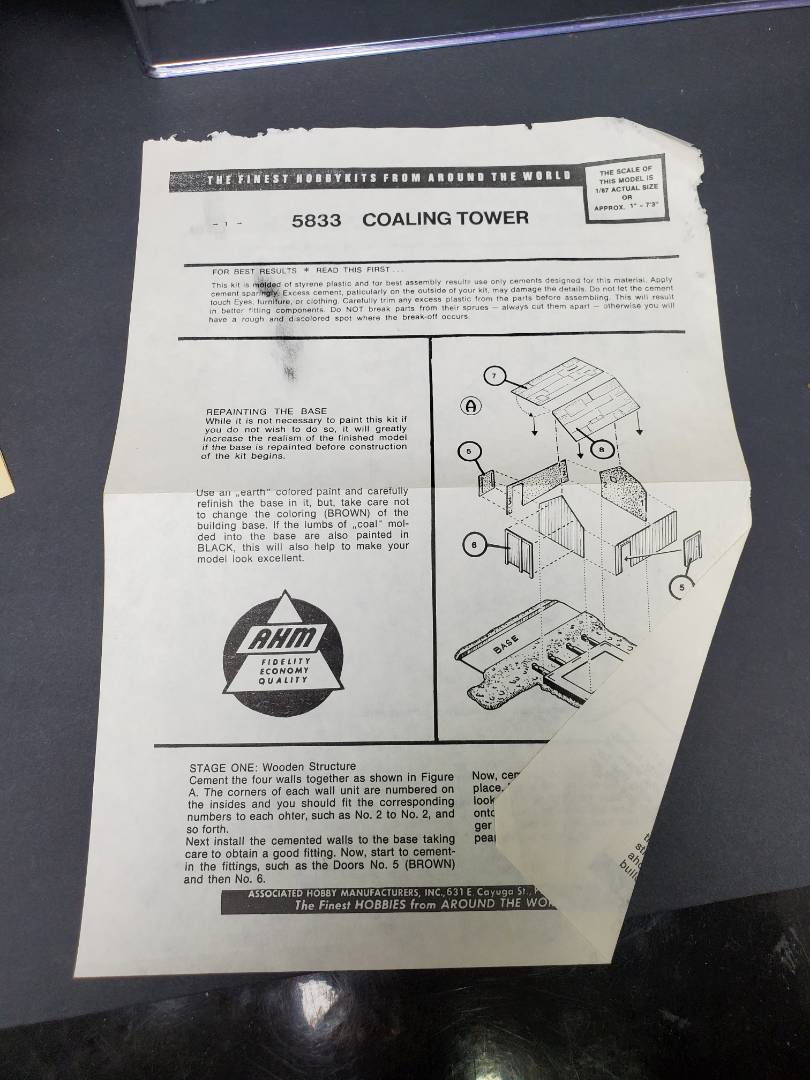 THE FINEST HOBBYKITS FROM AROUND THE WORLD
THE SCALE OF
THIS MODEL IS
1/87 ACTUAL SIZE
OR
APPROX. 1" - 7'3"
- 1 -
5833 COALING TOWER
FOR BEST RESULTS * READ THIS FIRST . . .
This kit is molded of styrene plastic and for best assembly results use only cements designed for this material. Apply
cement sparingly. Excess cement, paticularly on the outside of your kit, may damage the details. Do not let the cement
touch Eyes, furniture, or clothing. Carefully trim any excess plastic from the parts before assembling. This will result
in better fitting components. Do NOT break parts from their sprues — always cut them apart — otherwise you will
have a rough and discolored spot where the break-off occurs.
REPAINTING THE BASE
While it is not necessary to paint this kit if
you do not wish to do so, it will greatly
increase the realism of the finished model
if the base is repainted before construction
of the kit begins.
Use an „earth" colored paint and carefully
refinish the base in it, but, take care not
to change the coloring (BROWN) of the
building base. If the lumbs of „coal" mol-
ded into the base are also painted in
BLACK, this will also help to make your
model look excellent.
AHM
FIDELITY
ECONOMY
QUALITY
7
A
8
5
6
5
BASE
STAGE ONE: Wooden Structure
Cement the four walls together as shown in Figure
A. The corners of each wall unit are numbered on
the insides and you should fit the corresponding
numbers to each ohter, such as No. 2 to No. 2, and
so forth.
Next install the cemented walls to the base taking
care to obtain a good fitting. Now, start to cement-
in the fittings, such as the Doors No. 5 (BROWN)
and then No. 6.
Now, cem
place.
look
onto
ger
pear
ASSOCIATED HOBBY MANUFACTURERS, INC., 631 E. Cayuga St.,
The Finest HOBBIES from AROUND THE WOR